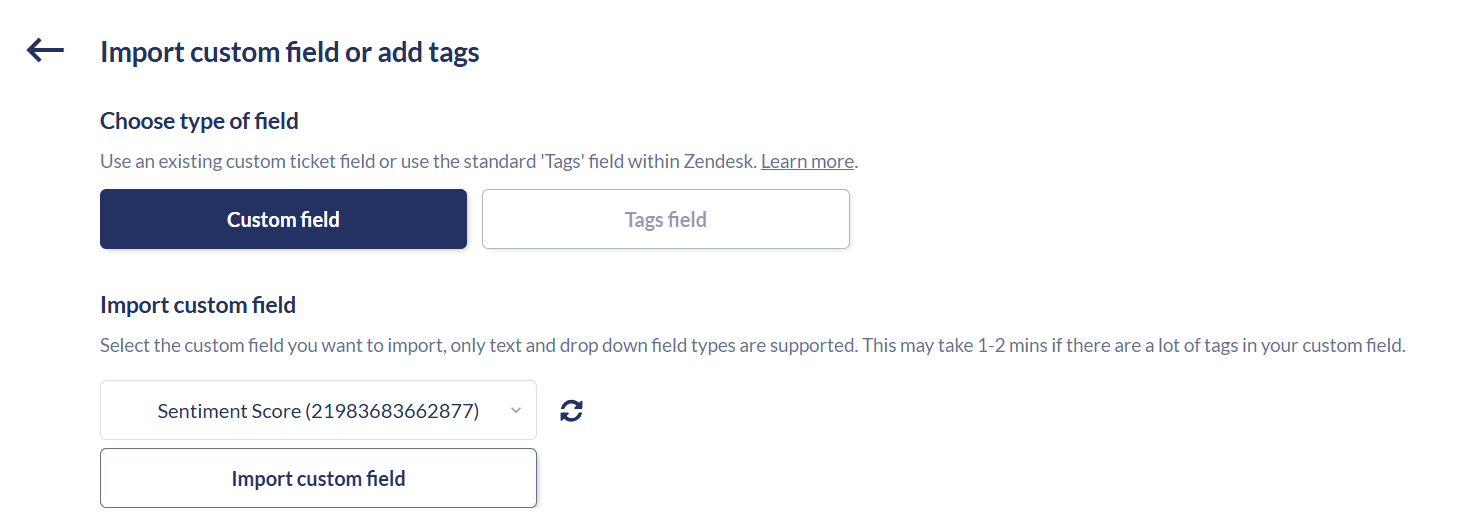 Import custom field or add tags
Choose type of field
Use an existing custom ticket field or use the standard 'Tags' field within Zendesk. Learn more.
Custom field
Tags field
Import custom field
Select the custom field you want to import, only text and drop down field types are supported. This may take 1-2 mins if there are a lot of tags in your custom field.
Sentiment Score (21983683662877)
Import custom field